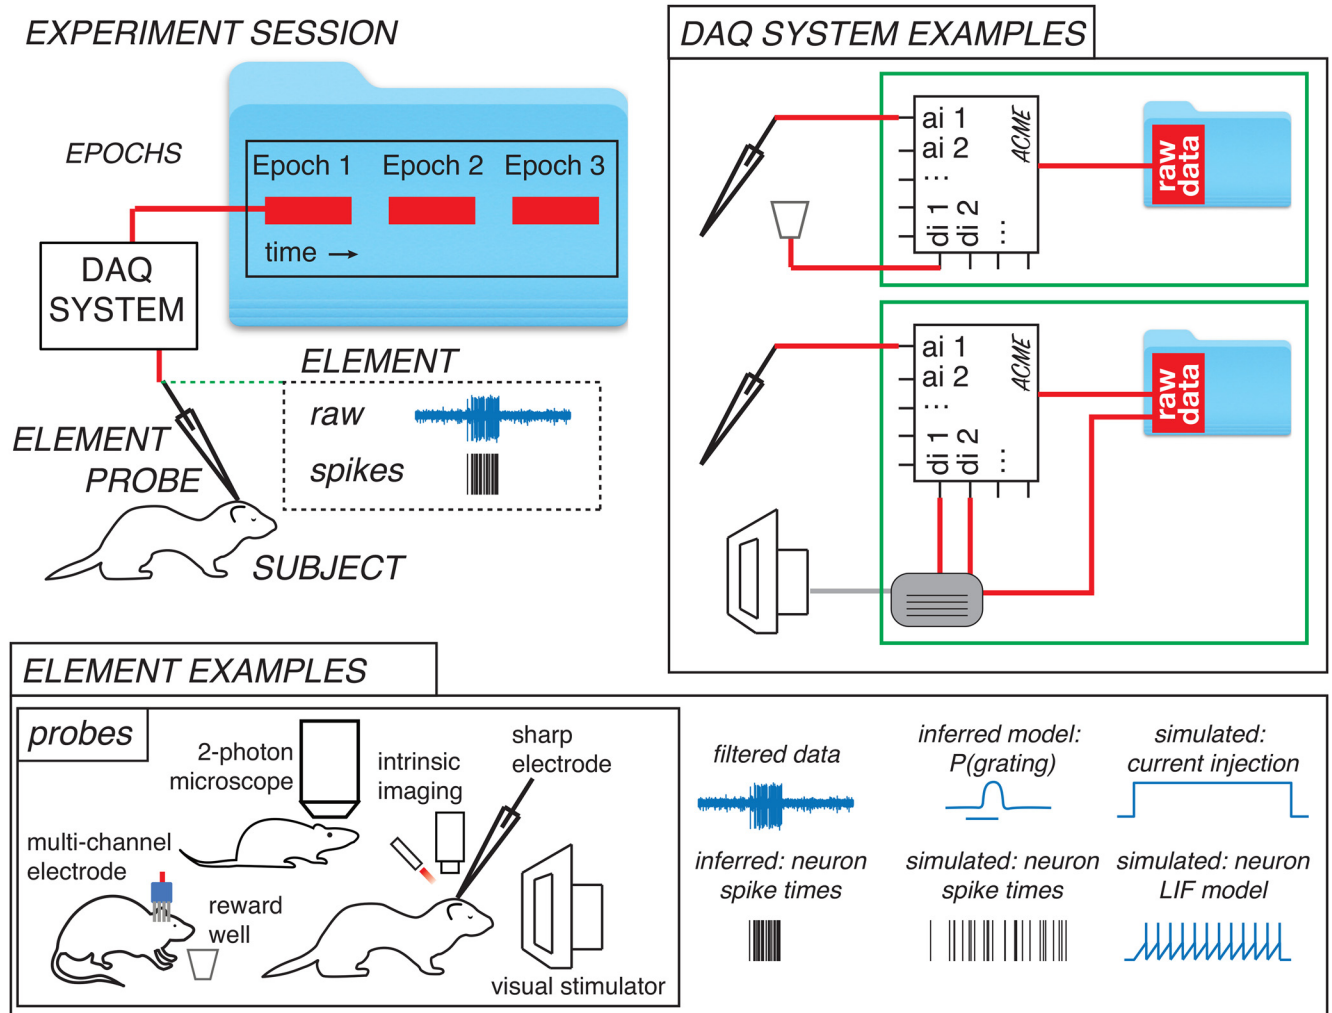 EXPERIMENT SESSION
EPOCHS
Epoch 1 Epoch 2 Epoch 3
time →
DAQ
SYSTEM
ELEMENT
raw
spikes
ELEMENT
PROBE
SUBJECT
DAQ SYSTEM EXAMPLES
ai 1
ai 2
...
di 1
di 2
...
ACME
raw
data
ai 1
ai 2
...
di 1
di 2
...
ACME
raw
data
ELEMENT EXAMPLES
probes
2-photon
microscope
intrinsic
imaging
sharp
electrode
multi-channel
electrode
reward
well
visual stimulator
filtered data
inferred model:
P(grating)
simulated:
current injection
inferred: neuron
spike times
simulated: neuron
spike times
simulated: neuron
LIF model